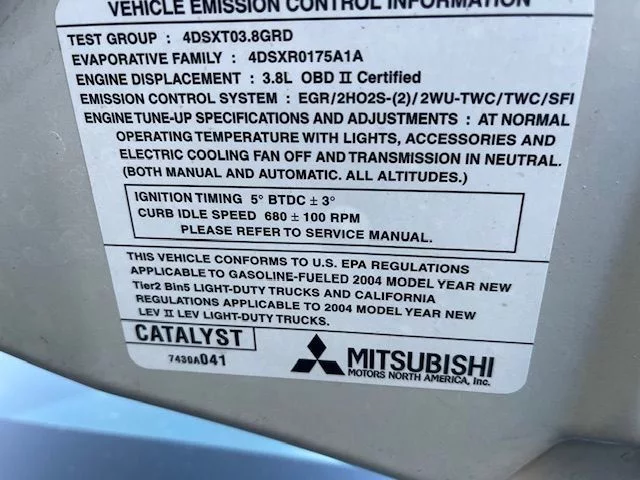 VEHICLE EMISSION CONTROL INFORMATION
TEST GROUP : 4DSXT03.8GRD
EVAPORATIVE FAMILY : 4DSXR0175A1A
ENGINE DISPLACEMENT : 3.8L OBD II Certified
EMISSION CONTROL SYSTEM : EGR/2HO2S-(2)/2WU-TWC/TWC/SFI
ENGINE TUNE-UP SPECIFICATIONS AND ADJUSTMENTS : AT NORMAL
OPERATING TEMPERATURE WITH LIGHTS, ACCESSORIES AND
ELECTRIC COOLING FAN OFF AND TRANSMISSION IN NEUTRAL.
(BOTH MANUAL AND AUTOMATIC. ALL ALTITUDES.)
IGNITION TIMING 5° BTDC ± 3°
CURB IDLE SPEED 680 ± 100 RPM
PLEASE REFER TO SERVICE MANUAL.
THIS VEHICLE CONFORMS TO U.S. EPA REGULATIONS
APPLICABLE TO GASOLINE-FUELED 2004 MODEL YEAR NEW
Tier2 Bin5 LIGHT-DUTY TRUCKS AND CALIFORNIA
REGULATIONS APPLICABLE TO 2004 MODEL YEAR NEW
LEV II LEV LIGHT-DUTY TRUCKS.
CATALYST
7430A041
MITSUBISHI
MOTORS NORTH AMERICA, Inc.